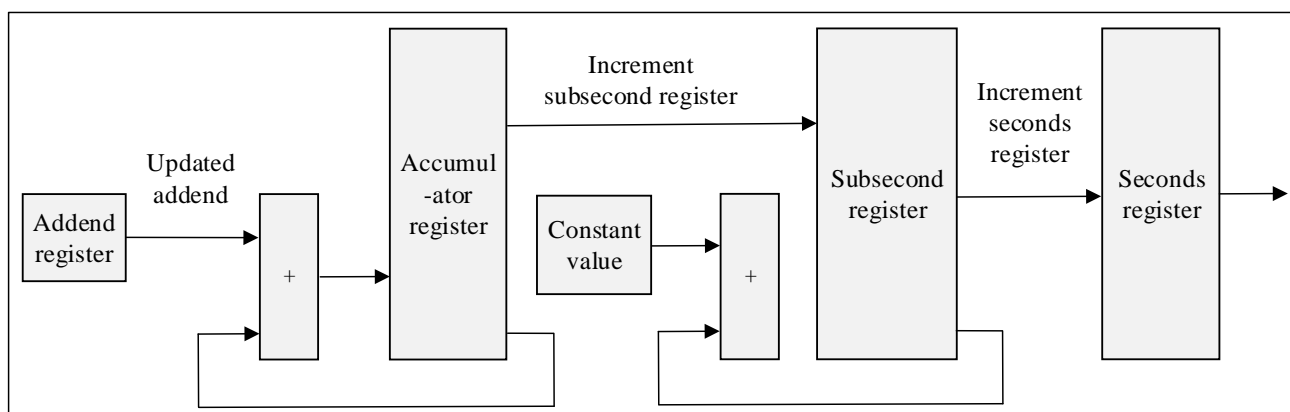 Addend
register
Updated
addend
+
Accumul
-ator
register
Increment
subsecond register
Constant
value
+
Subsecond
register
Increment
seconds
register
Seconds
register